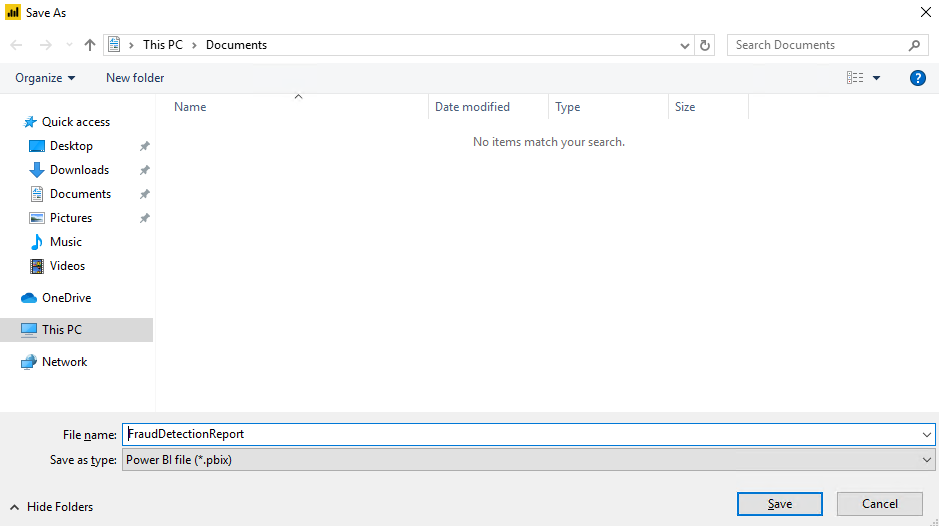 Save As
This PC Documents
Search Documents
Organize New folder
?
Name Date modified Type Size
No items match your search.
Quick access
Desktop
Downloads
Documents
Pictures
Music
Videos
OneDrive
This PC
Network
File name: FraudDetectionReport
Save as type: Power BI file (*.pbix)
Hide Folders
Save Cancel